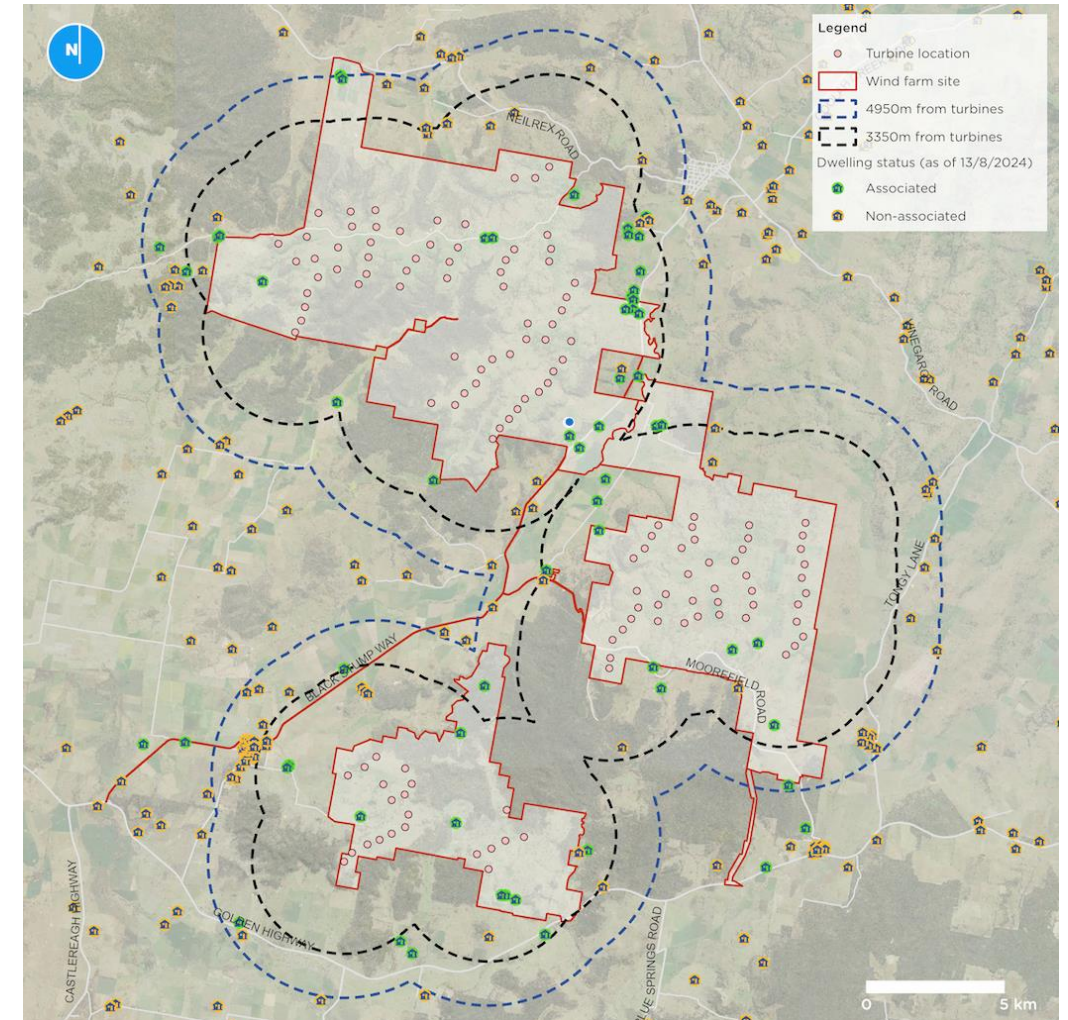 N
Legend
Turbine location
Wind farm site
4950m from turbines
3350m from turbines
Dwelling status (as of 13/8/2024)
Associated
Non-associated
NEILREX ROAD
VINEGAROY ROAD
TONGY LANE
BLACK STUMP WAY
MOOREFIELD ROAD
CASTLEREAGH HIGHWAY
GOLDEN HIGHWAY
BLUE SPRINGS ROAD
0
5 km